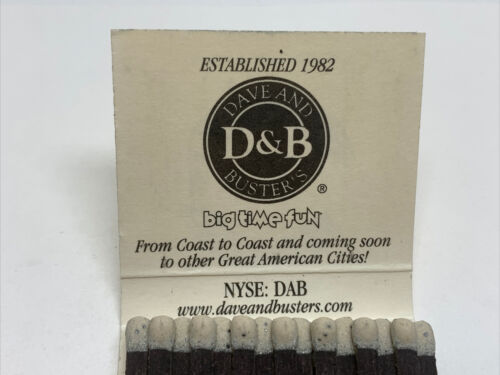 ESTABLISHED 1982
DAVE AND
D&B
BUSTER'S
®
big time fun
From Coast to Coast and coming soon
to other Great American Cities!
NYSE: DAB
www.daveandbusters.com